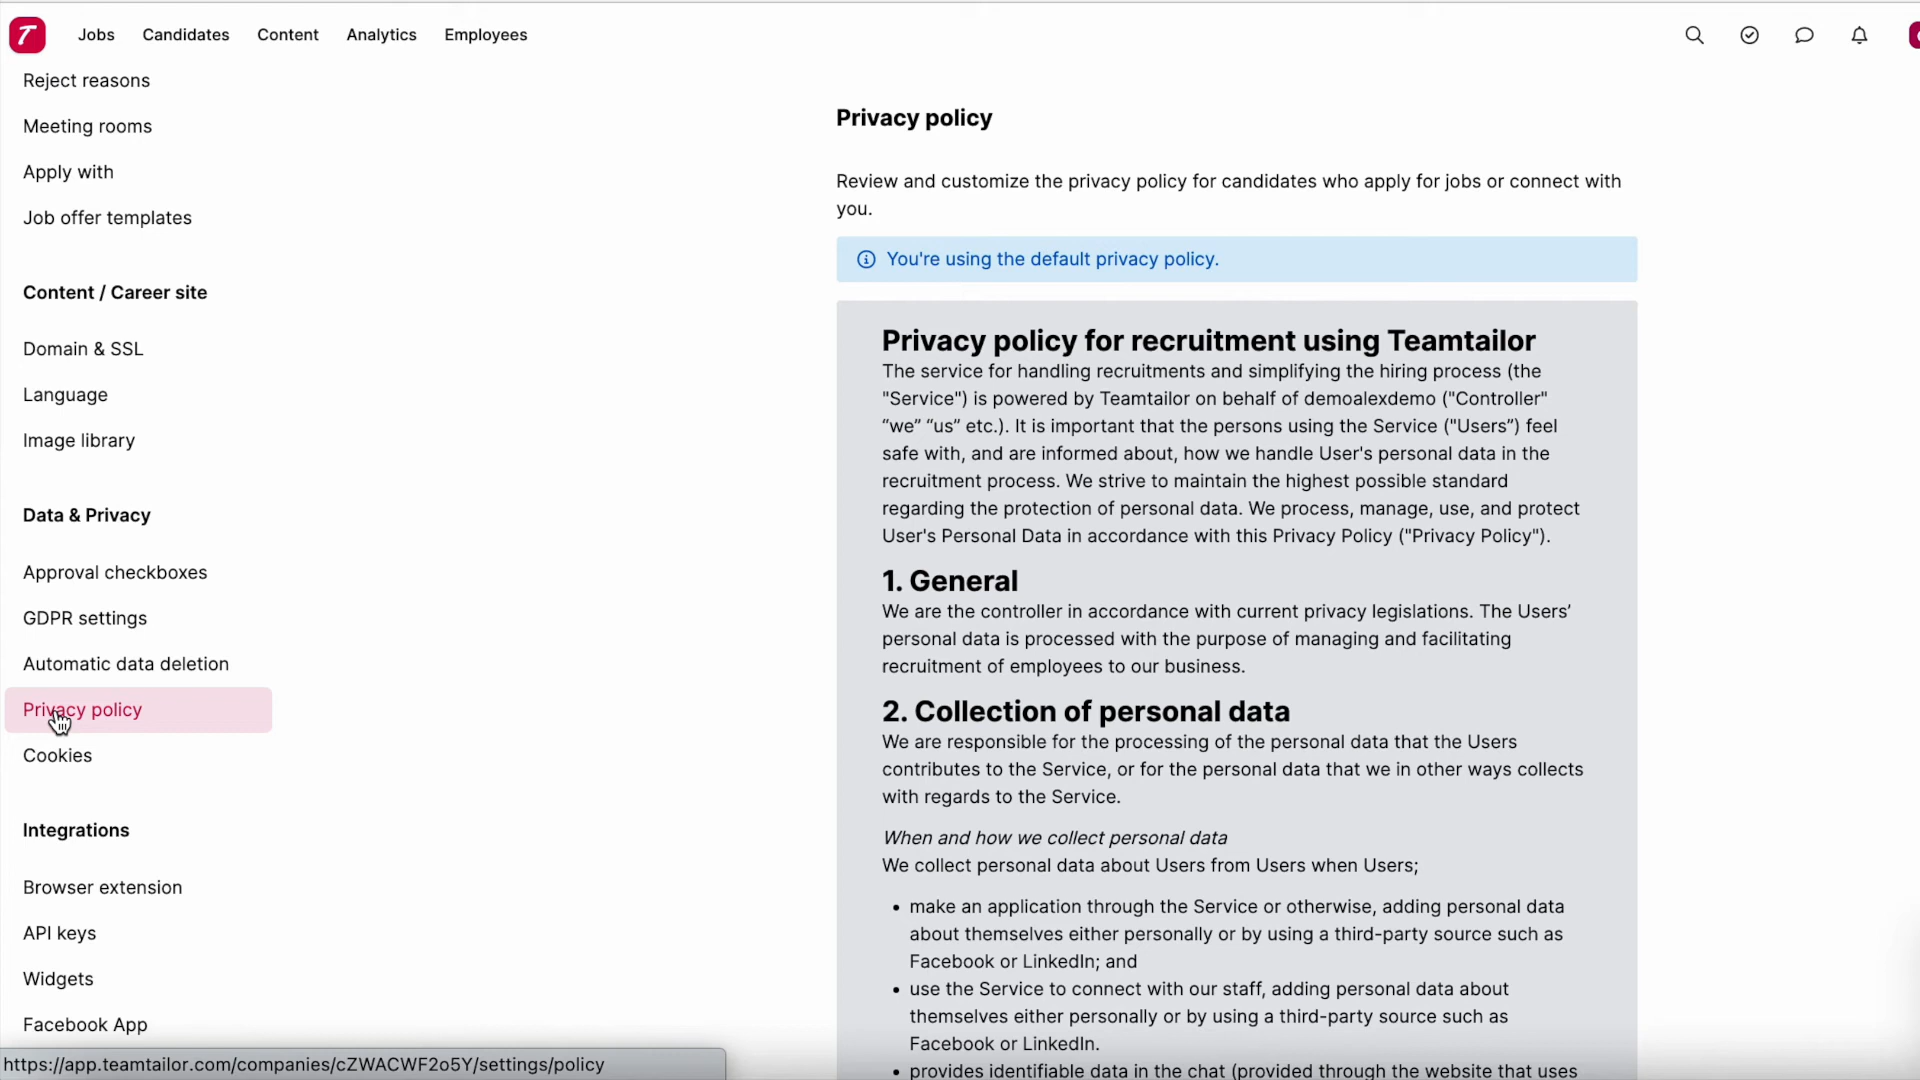 Jobs
Candidates
Content
Analytics
Employees
Reject reasons
Meeting rooms
Apply with
Job offer templates
Content / Career site
Domain & SSL
Language
Image library
Data & Privacy
Approval checkboxes
GDPR settings
Automatic data deletion
Privacy policy
Cookies
Integrations
Browser extension
API keys
Widgets
Facebook App
https://app.teamtailor.com/companies/cZWACWF2o5Y/settings/policy
Privacy policy
Review and customize the privacy policy for candidates who apply for jobs or connect with
you.
You're using the default privacy policy.
Privacy policy for recruitment using Teamtailor
The service for handling recruitments and simplifying the hiring process (the
"Service") is powered by Teamtailor on behalf of demoalexdemo ("Controller"
“we” “us” etc.). It is important that the persons using the Service ("Users”) feel
safe with, and are informed about, how we handle User's personal data in the
recruitment process. We strive to maintain the highest possible standard
regarding the protection of personal data. We process, manage, use, and protect
User's Personal Data in accordance with this Privacy Policy ("Privacy Policy").
1. General
We are the controller in accordance with current privacy legislations. The Users’
personal data is processed with the purpose of managing and facilitating
recruitment of employees to our business.
2. Collection of personal data
We are responsible for the processing of the personal data that the Users
contributes to the Service, or for the personal data that we in other ways collects
with regards to the Service.
When and how we collect personal data
We collect personal data about Users from Users when Users;
• make an application through the Service or otherwise, adding personal data
about themselves either personally or by using a third-party source such as
Facebook or LinkedIn; and
• use the Service to connect with our staff, adding personal data about
themselves either personally or by using a third-party source such as
Facebook or LinkedIn.
• provides identifiable data in the chat (provided through the website that uses